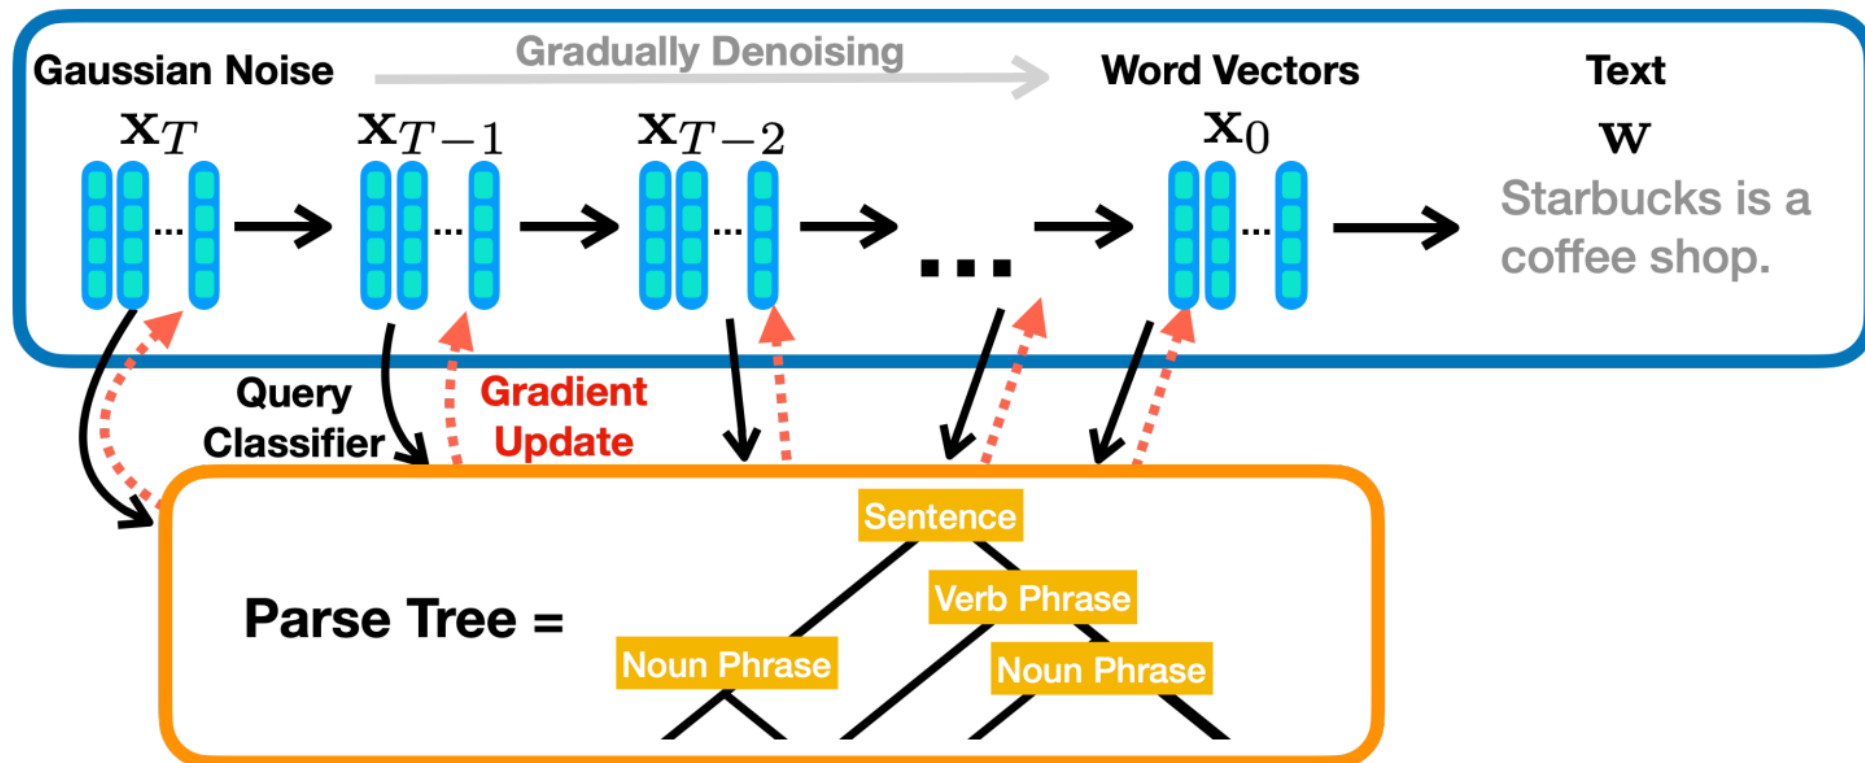 Gradually Denoising
Gaussian Noise
Word Vectors
Text
x_T
x_{T-1}
x_{T-2}
x_0
w
...
...
...
...
...
Starbucks is a
coffee shop.
Query
Classifier
Gradient
Update
Sentence
Verb Phrase
Parse Tree =
Noun Phrase
Noun Phrase